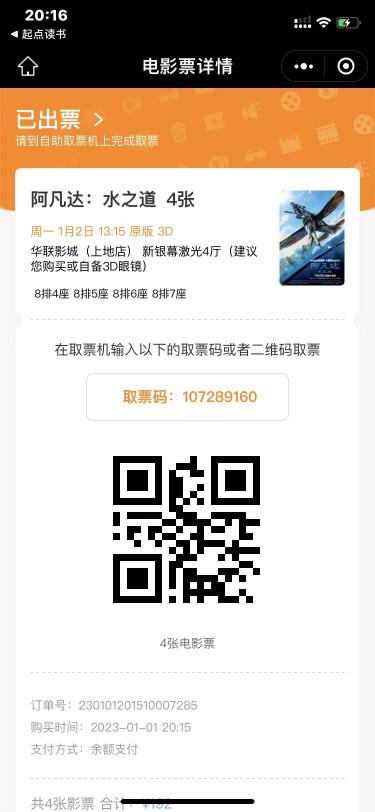 20:16
◀ 起点读书
电影票详情
已出票
请到自助取票机上完成取票
阿凡达：水之道 4张
周一 1月2日 13:15 原版 3D
华联影城（上地店） 新银幕激光4厅（建议
您购买或自备3D眼镜）
8排4座 8排5座 8排6座 8排7座
在取票机输入以下的取票码或者二维码取票
取票码：107289160
4张电影票
订单号：230101201510007285
购买时间：2023-01-01 20:15
支付方式：余额支付
共4张影票 合计：¥192